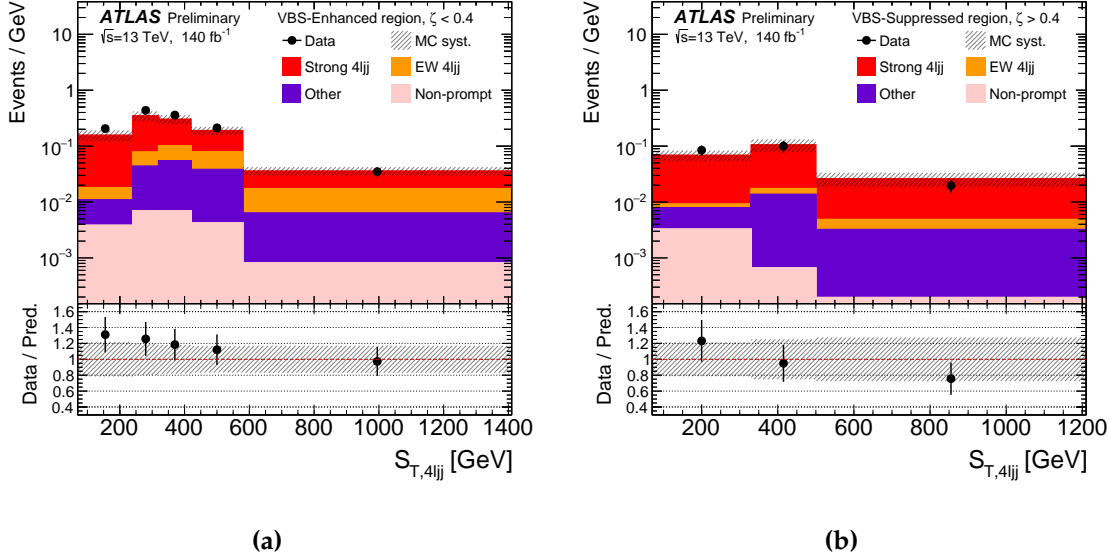 ATLAS Preliminary
√s=13 TeV, 140 fb⁻¹
VBS-Enhanced region, ζ < 0.4
Data
MC syst.
Strong 4ljj
EW 4ljj
Other
Non-prompt
Events / GeV
10
1
10⁻¹
10⁻²
10⁻³
Data / Pred.
1.6
1.4
1.2
1
0.8
0.6
0.4
200 400 600 800 1000 1200 1400
S_T,4ljj [GeV]
(a)
ATLAS Preliminary
√s=13 TeV, 140 fb⁻¹
VBS-Suppressed region, ζ > 0.4
Data
MC syst.
Strong 4ljj
EW 4ljj
Other
Non-prompt
Events / GeV
10
1
10⁻¹
10⁻²
10⁻³
Data / Pred.
1.6
1.4
1.2
1
0.8
0.6
0.4
200 400 600 800 1000 1200
S_T,4ljj [GeV]
(b)